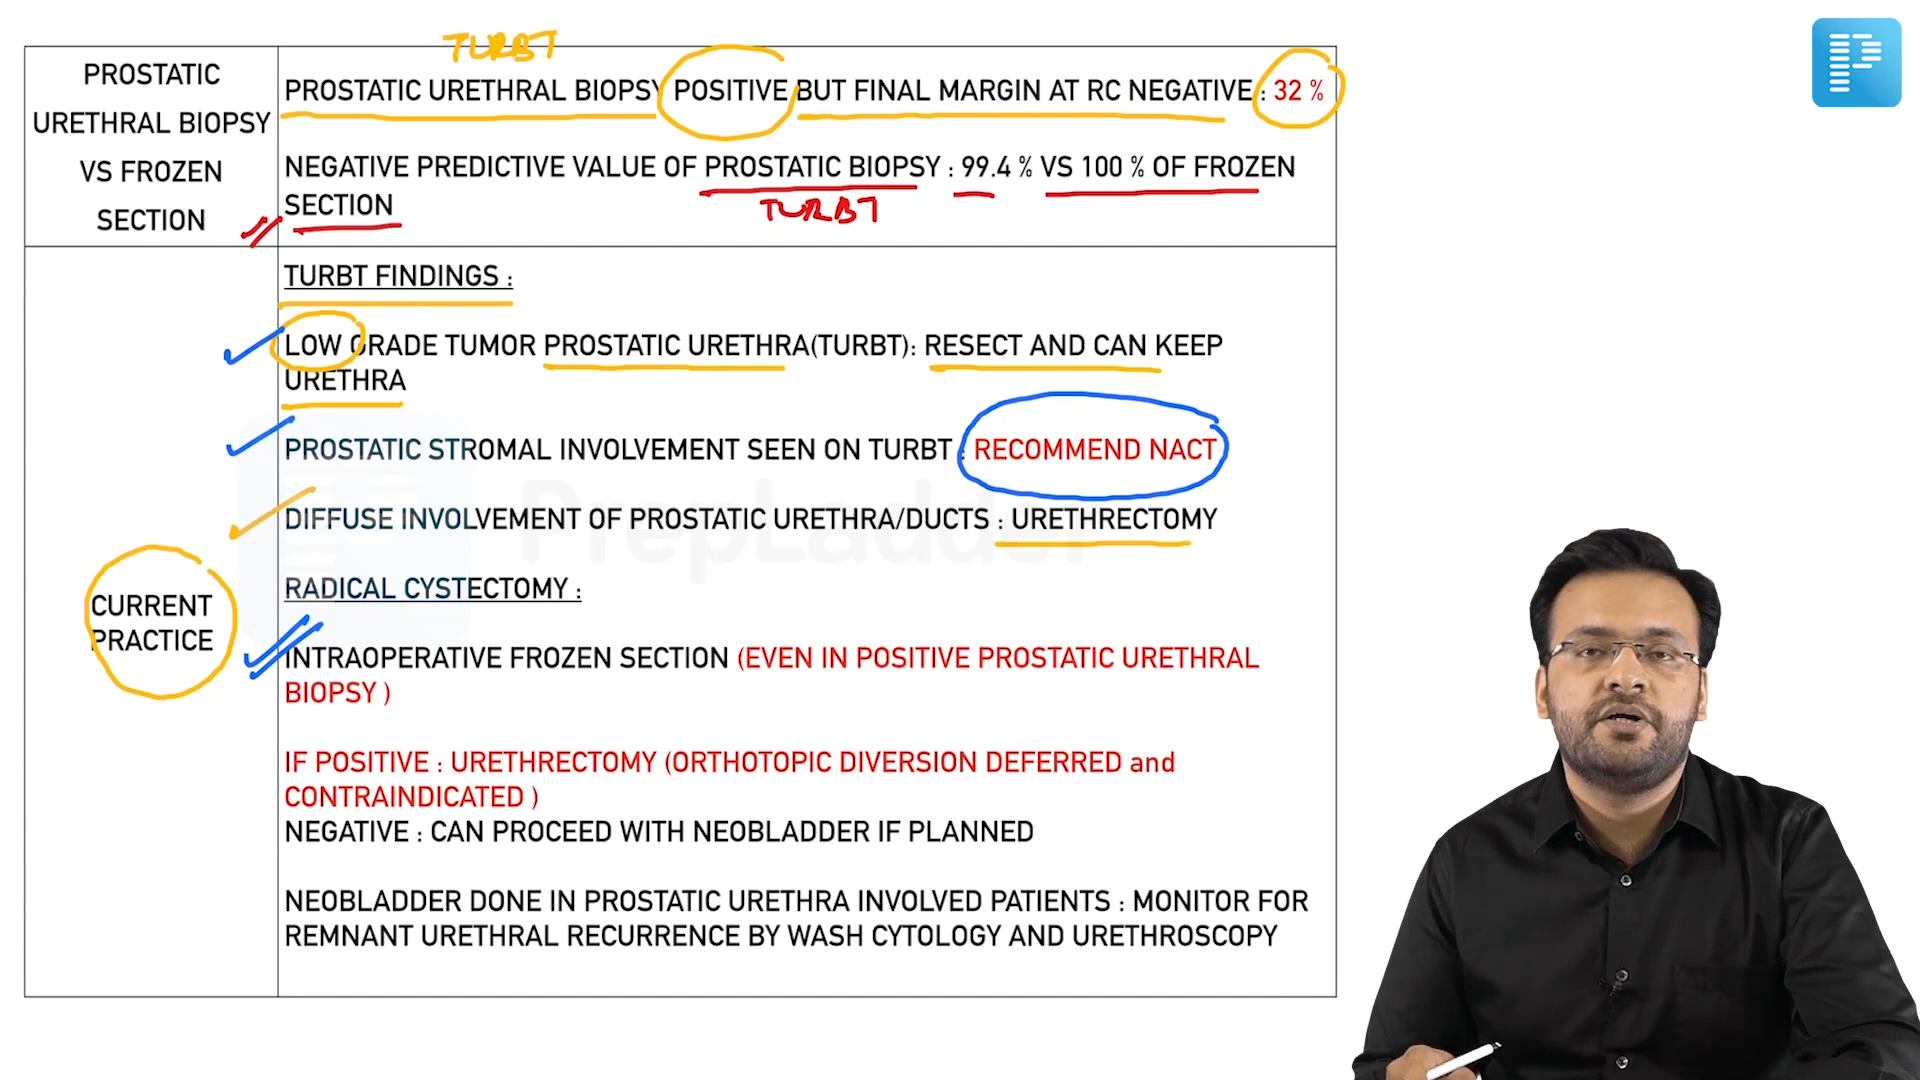 TURBT
PROSTATIC
URETHRAL BIOPSY
VS FROZEN
SECTION
PROSTATIC URETHRAL BIOPSY POSITIVE BUT FINAL MARGIN AT RC NEGATIVE : 32 %
NEGATIVE PREDICTIVE VALUE OF PROSTATIC BIOPSY : 99.4 % VS 100 % OF FROZEN
SECTION
TURBT
CURRENT
PRACTICE
TURBT FINDINGS :
LOW GRADE TUMOR PROSTATIC URETHRA(TURBT): RESECT AND CAN KEEP
URETHRA
PROSTATIC STROMAL INVOLVEMENT SEEN ON TURBT : RECOMMEND NACT
DIFFUSE INVOLVEMENT OF PROSTATIC URETHRA/DUCTS : URETHRECTOMY
RADICAL CYSTECTOMY :
INTRAOPERATIVE FROZEN SECTION (EVEN IN POSITIVE PROSTATIC URETHRAL
BIOPSY )
IF POSITIVE : URETHRECTOMY (ORTHOTOPIC DIVERSION DEFERRED and
CONTRAINDICATED )
NEGATIVE : CAN PROCEED WITH NEOBLADDER IF PLANNED
NEOBLADDER DONE IN PROSTATIC URETHRA INVOLVED PATIENTS : MONITOR FOR
REMNANT URETHRAL RECURRENCE BY WASH CYTOLOGY AND URETHROSCOPY
PrepLadder